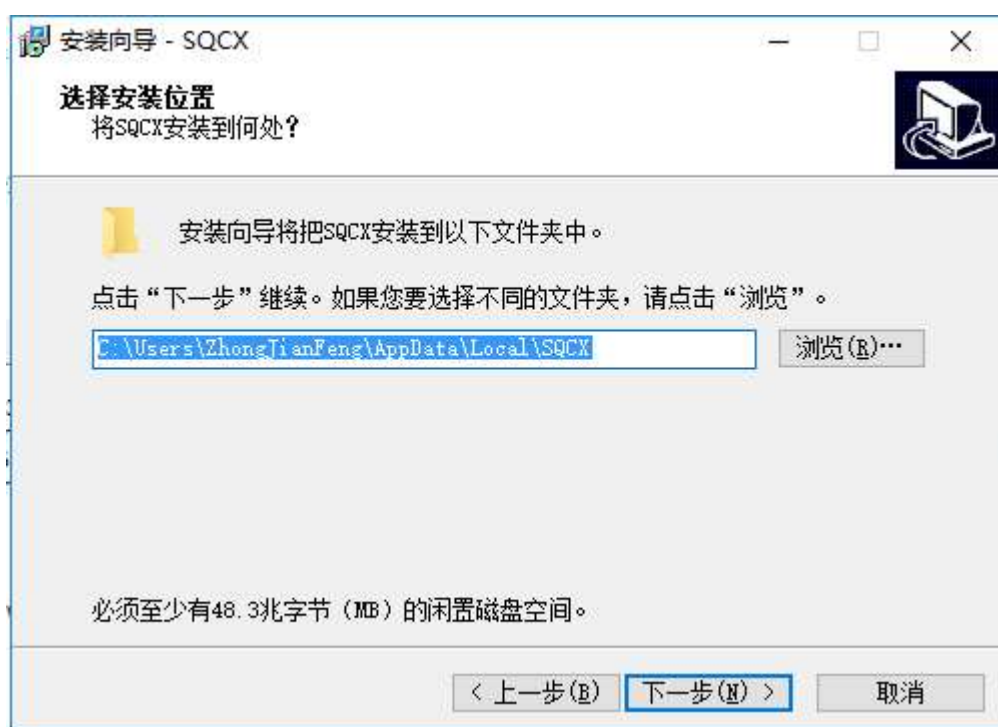 安装向导 - SQCX
选择安装位置
将SQCX安装到何处?
安装向导将把SQCX安装到以下文件夹中。
点击“下一步”继续。如果您要选择不同的文件夹，请点击“浏览”。
C:\Users\ZhongJianFeng\AppData\Local\SQCX
浏览(R)…
必须至少有48.3兆字节（MB）的闲置磁盘空间。
< 上一步(B)
下一步(N) >
取消